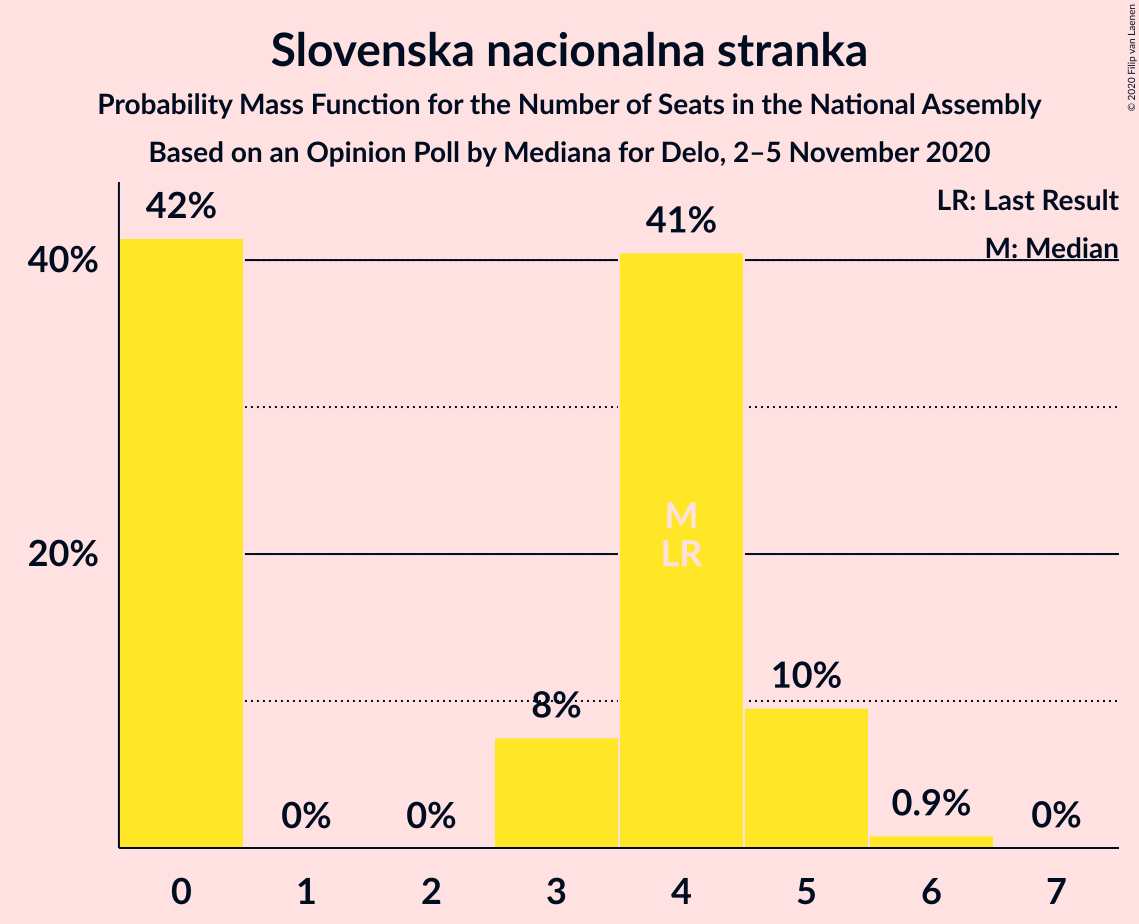 Slovenska nacionalna stranka
Probability Mass Function for the Number of Seats in the National Assembly
Based on an Opinion Poll by Mediana for Delo, 2–5 November 2020
© 2020 Filip van Laenen
LR: Last Result
M: Median
40%
20%
42%
0%
0%
8%
41%
10%
0.9%
0%
M
LR
0 1 2 3 4 5 6 7